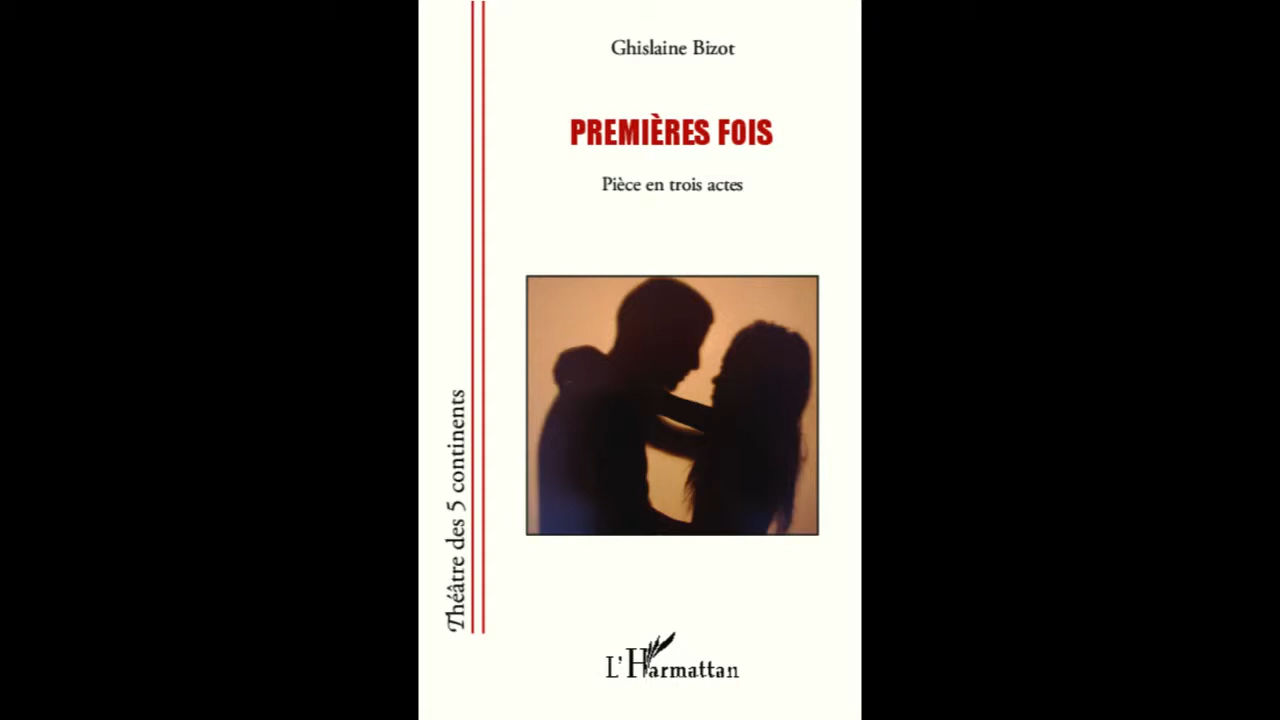 Ghislaine Bizot
PREMIÈRES FOIS
Pièce en trois actes
Théâtre des 5 continents
L'Harmattan